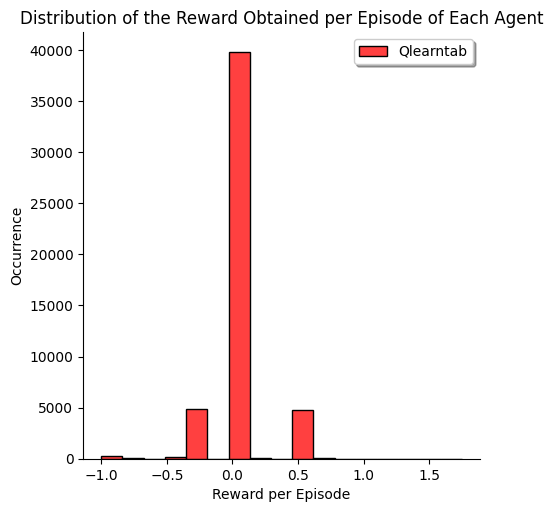 Distribution of the Reward Obtained per Episode of Each Agent
Qlearntab
40000
35000
30000
25000
20000
15000
10000
5000
0
Occurrence
−1.0 −0.5 0.0 0.5 1.0 1.5
Reward per Episode